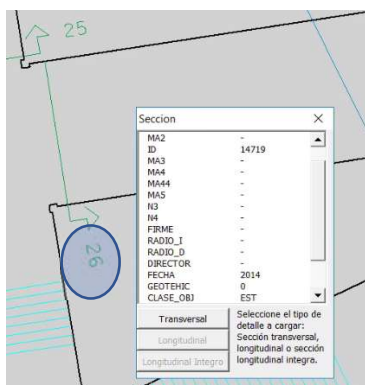 25
26
Seccion
MA2 -
ID 14719
MA3 -
MA4 -
MA44 -
MA5 -
N3 -
N4 -
FIRME -
RADIO_I -
RADIO_D -
DIRECTOR -
FECHA 2014
GEOTEHIC 0
CLASE_OBJ EST
Transversal
Longitudinal
Longitudinal Integro
Seleccione el tipo de
detalle a cargar:
Sección transversal,
longitudinal o sección
longitudinal integra.